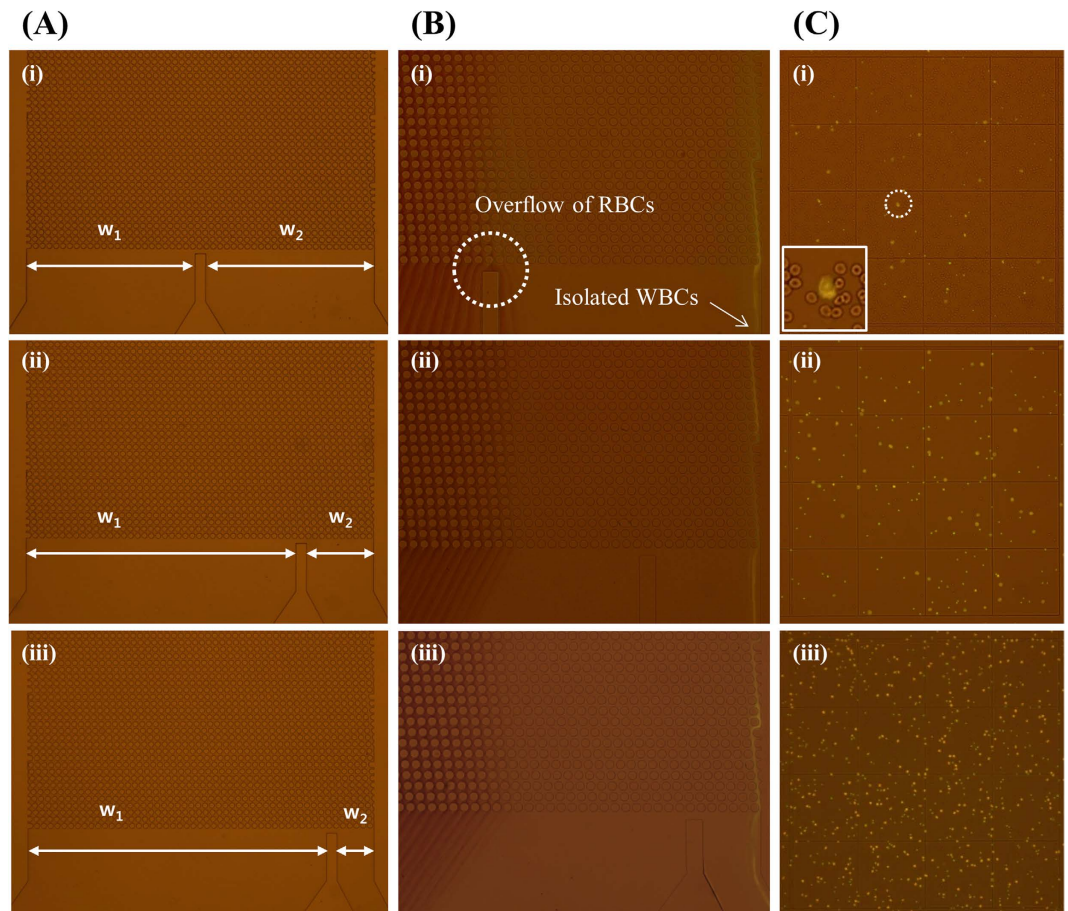 (A) (B) (C)
(i) (i) (i)
w1 w2
Overflow of RBCs
Isolated WBCs
(ii) (ii) (ii)
w1 w2
(iii) (iii) (iii)
w1 w2